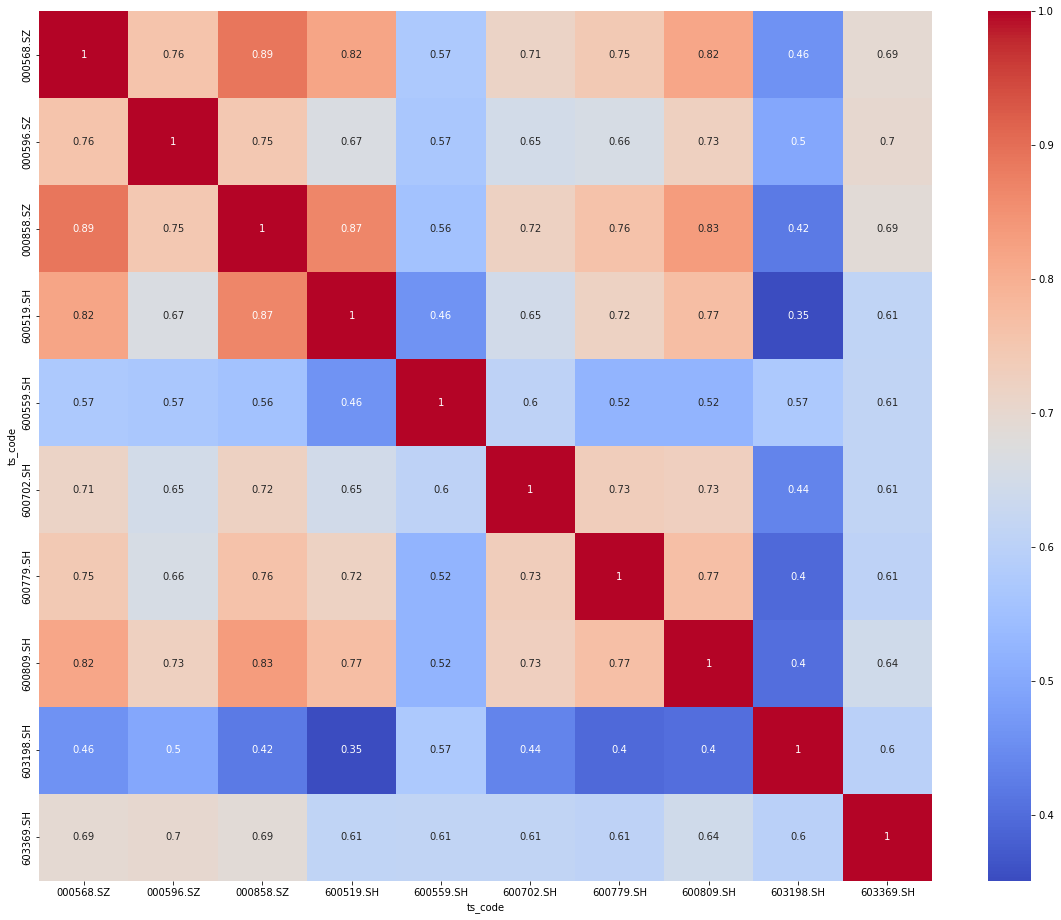 ts_code
000568.SZ 1 0.76 0.89 0.82 0.57 0.71 0.75 0.82 0.46 0.69
000596.SZ 0.76 1 0.75 0.67 0.57 0.65 0.66 0.73 0.5 0.7
000858.SZ 0.89 0.75 1 0.87 0.56 0.72 0.76 0.83 0.42 0.69
600519.SH 0.82 0.67 0.87 1 0.46 0.65 0.72 0.77 0.35 0.61
600559.SH 0.57 0.57 0.56 0.46 1 0.6 0.52 0.52 0.57 0.61
600702.SH 0.71 0.65 0.72 0.65 0.6 1 0.73 0.73 0.44 0.61
600779.SH 0.75 0.66 0.76 0.72 0.52 0.73 1 0.77 0.4 0.61
600809.SH 0.82 0.73 0.83 0.77 0.52 0.73 0.77 1 0.4 0.64
603198.SH 0.46 0.5 0.42 0.35 0.57 0.44 0.4 0.4 1 0.6
603369.SH 0.69 0.7 0.69 0.61 0.61 0.61 0.61 0.64 0.6 1
000568.SZ 000596.SZ 000858.SZ 600519.SH 600559.SH 600702.SH 600779.SH 600809.SH 603198.SH 603369.SH
ts_code
1.0
0.9
0.8
0.7
0.6
0.5
0.4